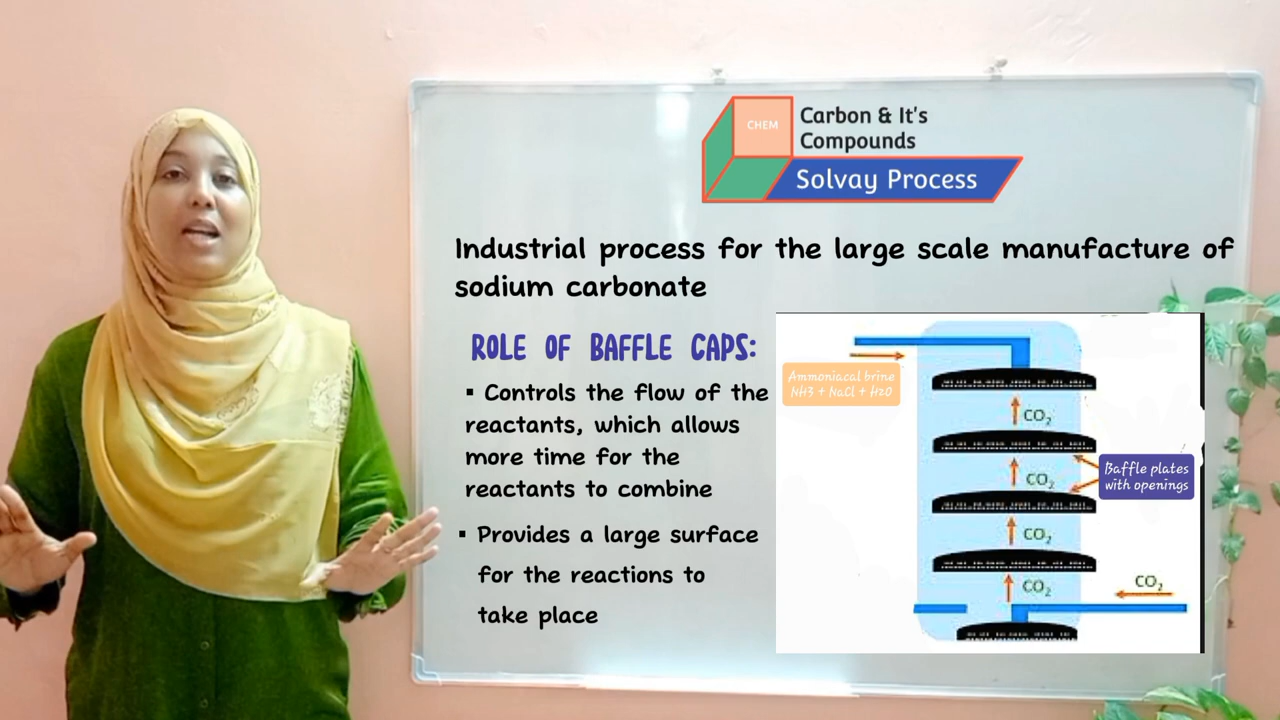 CHEM
Carbon & It's
Compounds
Solvay Process
Industrial process for the large scale manufacture of
sodium carbonate
ROLE OF BAFFLE CAPS:
▪ Controls the flow of the
reactants, which allows
more time for the
reactants to combine
▪ Provides a large surface
for the reactions to
take place
Ammoniacal brine
NH3 + NaCl + H2O
CO₂
CO₂
Baffle plates
with openings
CO₂
CO₂
CO₂